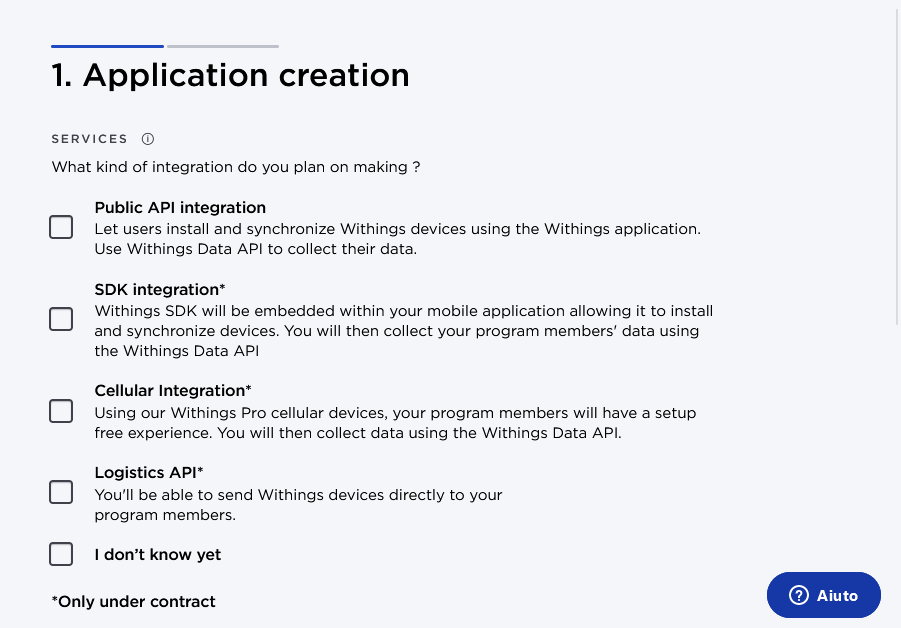 1. Application creation
SERVICES
What kind of integration do you plan on making ?
Public API integration
Let users install and synchronize Withings devices using the Withings application.
Use Withings Data API to collect their data.
SDK integration*
Withings SDK will be embedded within your mobile application allowing it to install
and synchronize devices. You will then collect your program members' data using
the Withings Data API
Cellular Integration*
Using our Withings Pro cellular devices, your program members will have a setup
free experience. You will then collect data using the Withings Data API.
Logistics API*
You'll be able to send Withings devices directly to your
program members.
I don’t know yet
*Only under contract
Aiuto